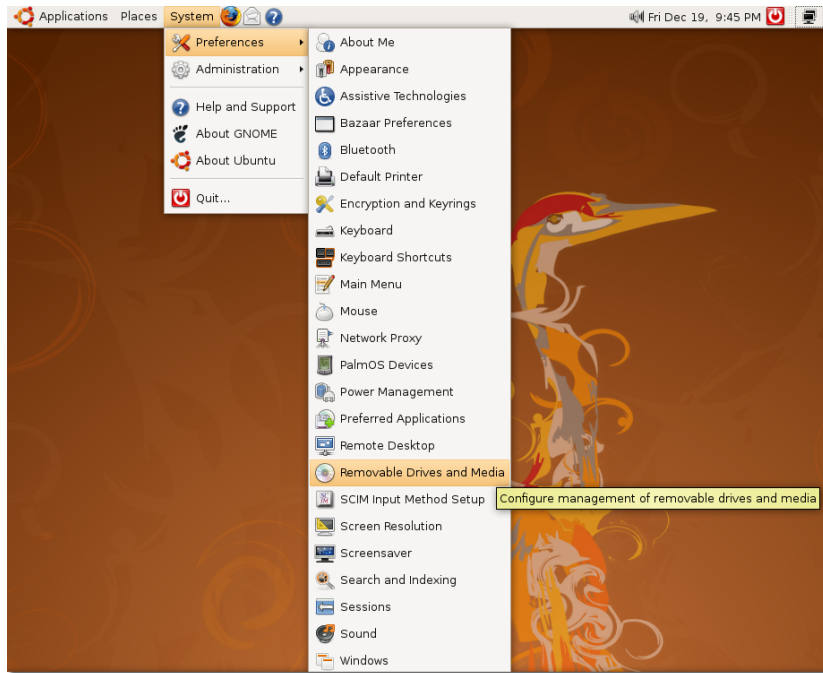 Applications Places System Fri Dec 19, 9:45 PM
Preferences
Administration
Help and Support
About GNOME
About Ubuntu
Quit...
About Me
Appearance
Assistive Technologies
Bazaar Preferences
Bluetooth
Default Printer
Encryption and Keyrings
Keyboard
Keyboard Shortcuts
Main Menu
Mouse
Network Proxy
PalmOS Devices
Power Management
Preferred Applications
Remote Desktop
Removable Drives and Media
SCIM Input Method Setup
Configure management of removable drives and media
Screen Resolution
Screensaver
Search and Indexing
Sessions
Sound
Windows